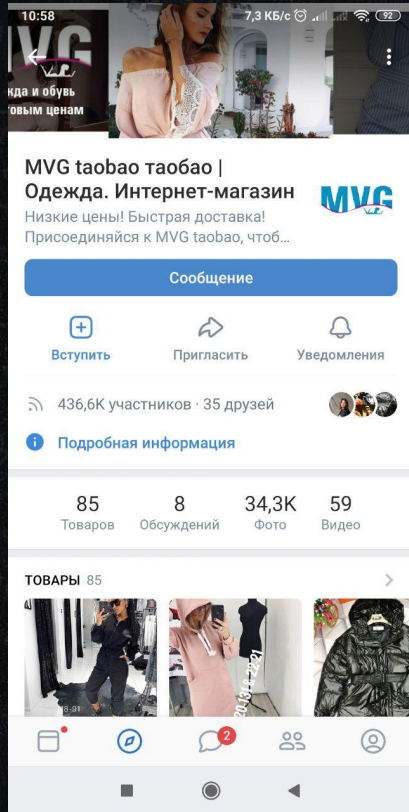 10:58 7,3 КБ/с 92
MVG
жда и обувь
овым ценам
MVG taobao таобао |
Одежда. Интернет-магазин
MVG
Низкие цены! Быстрая доставка!
Присоединяйся к MVG taobao, чтоб...
Сообщение
Вступить Пригласить Уведомления
436,6K участников · 35 друзей
Подробная информация
85 8 34,3K 59
Товаров Обсуждений Фото Видео
ТОВАРЫ 85
2